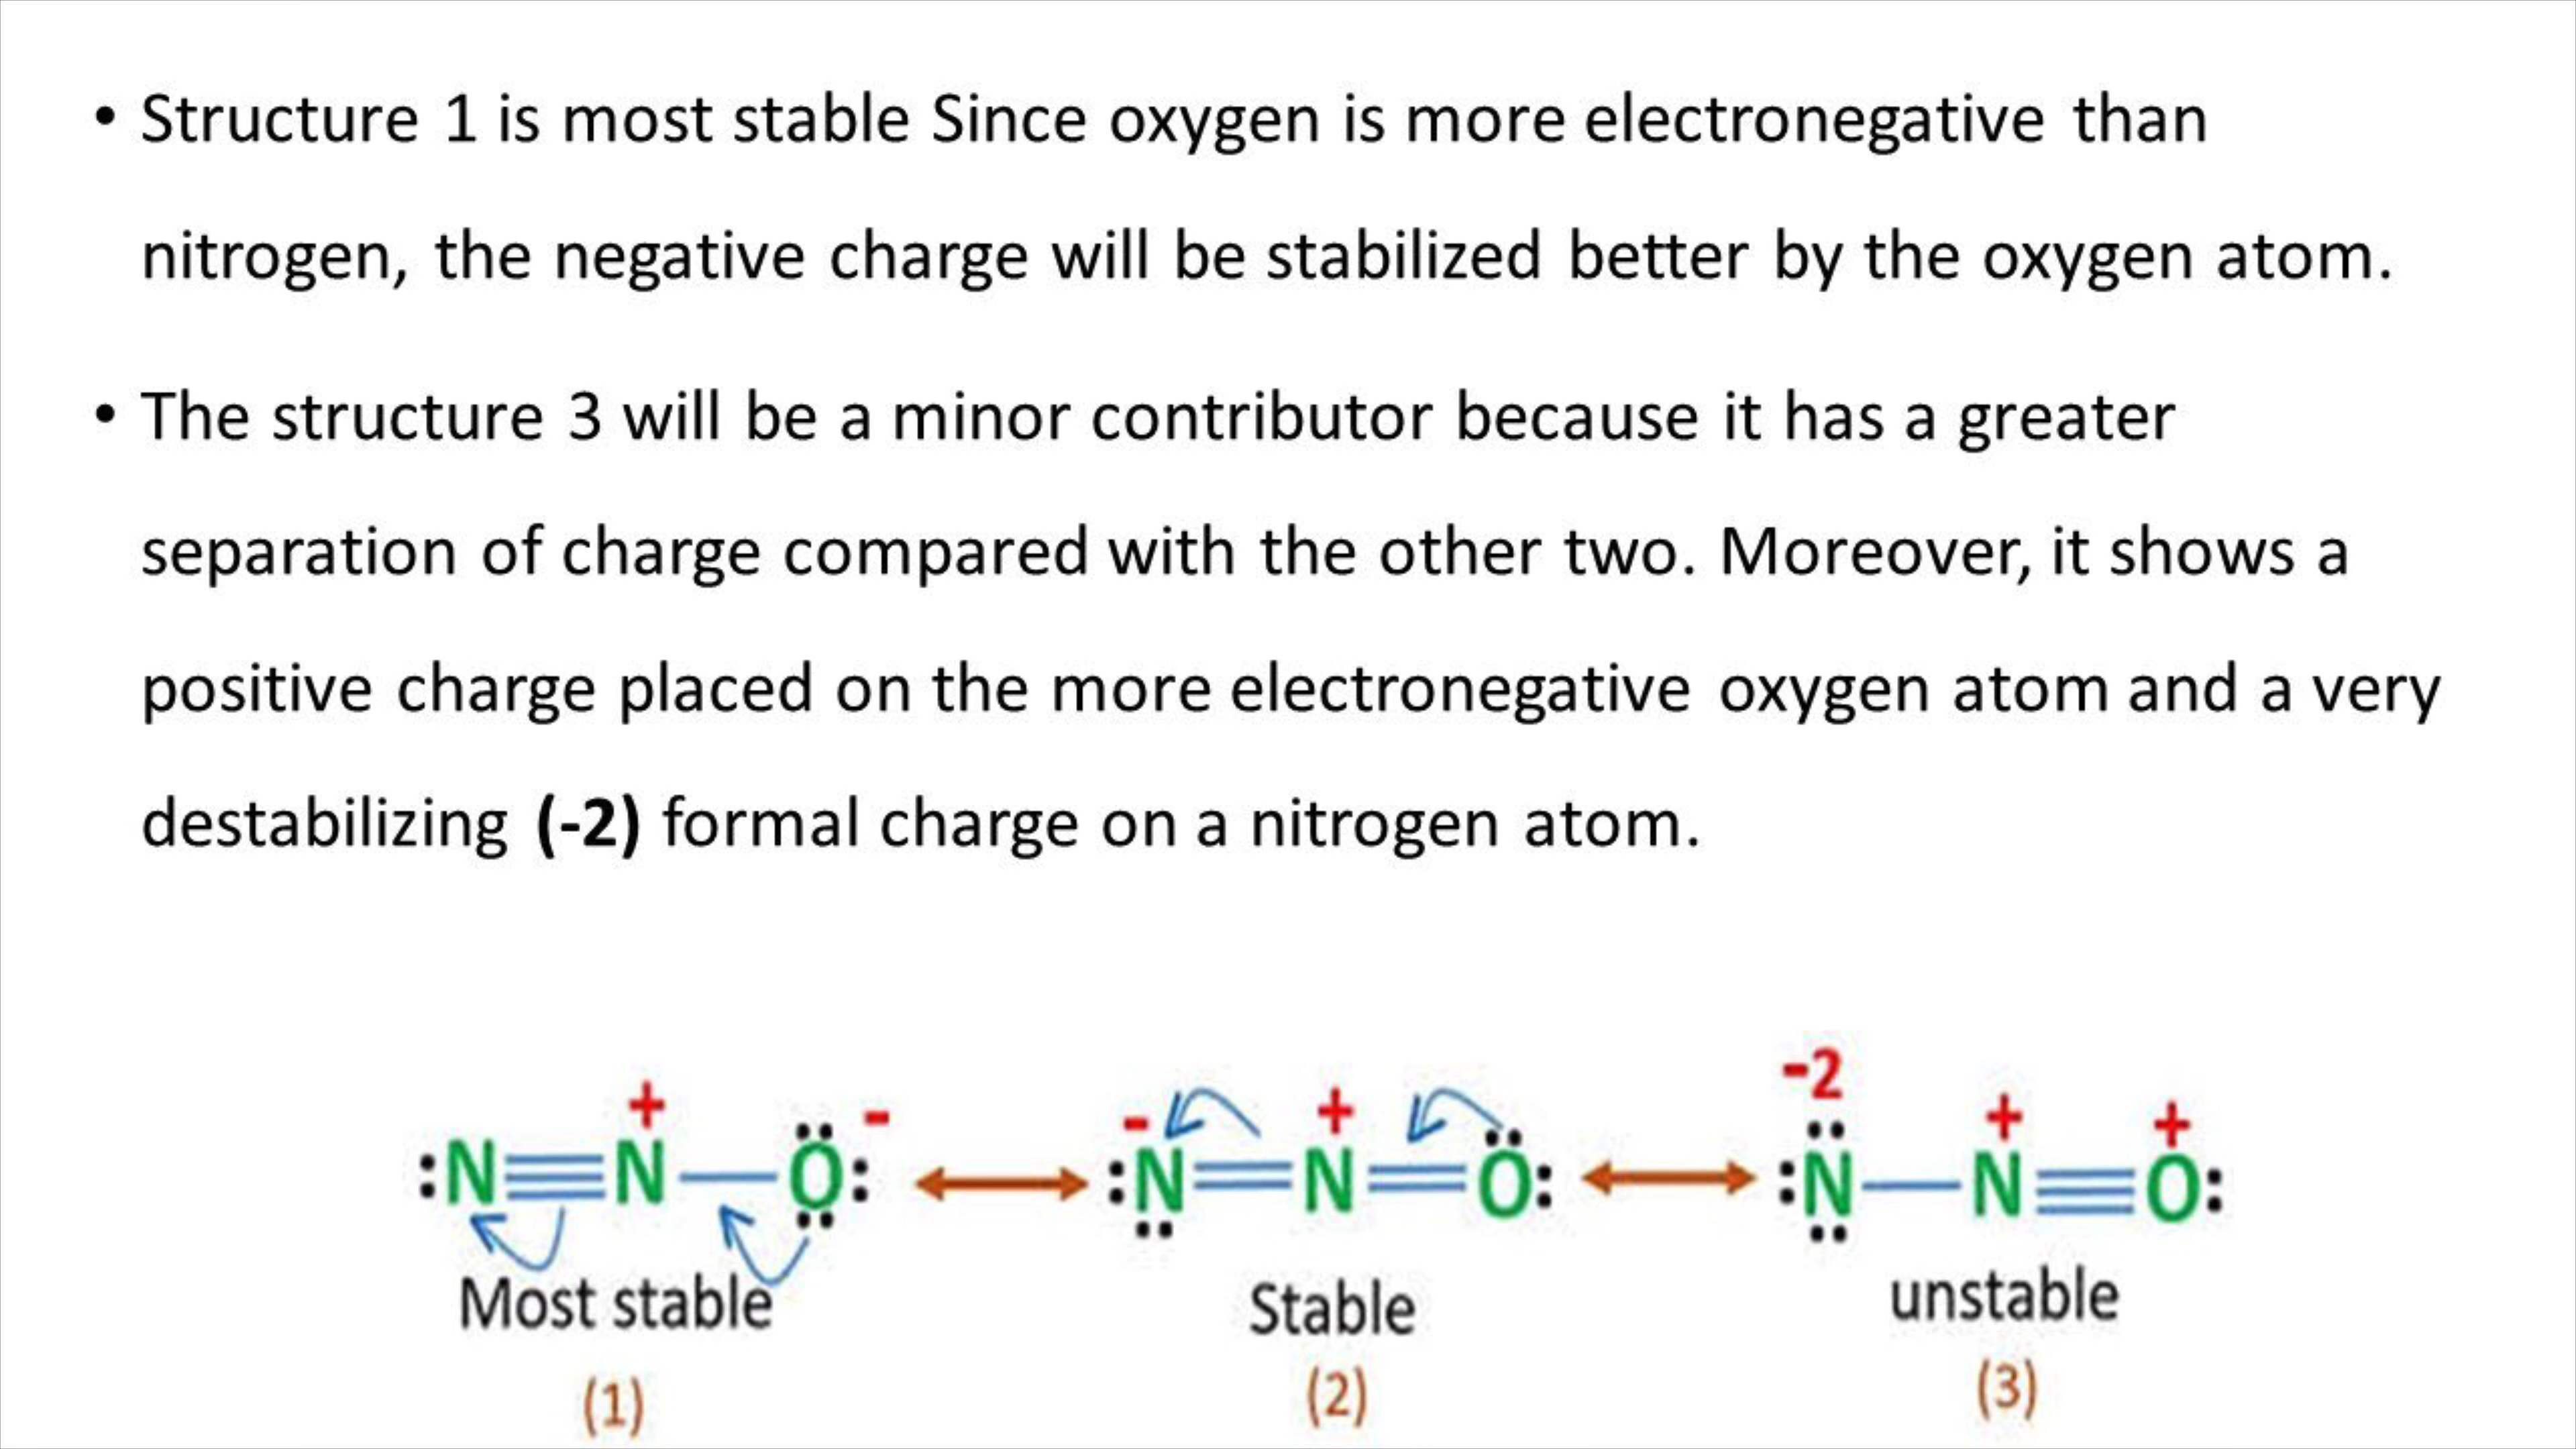 • Structure 1 is most stable Since oxygen is more electronegative than
nitrogen, the negative charge will be stabilized better by the oxygen atom.
• The structure 3 will be a minor contributor because it has a greater
separation of charge compared with the other two. Moreover, it shows a
positive charge placed on the more electronegative oxygen atom and a very
destabilizing (-2) formal charge on a nitrogen atom.
+ - - + -2 + +
:N≡N—O: :N=N=O: :N—N≡O:
Most stable Stable unstable
(1) (2) (3)